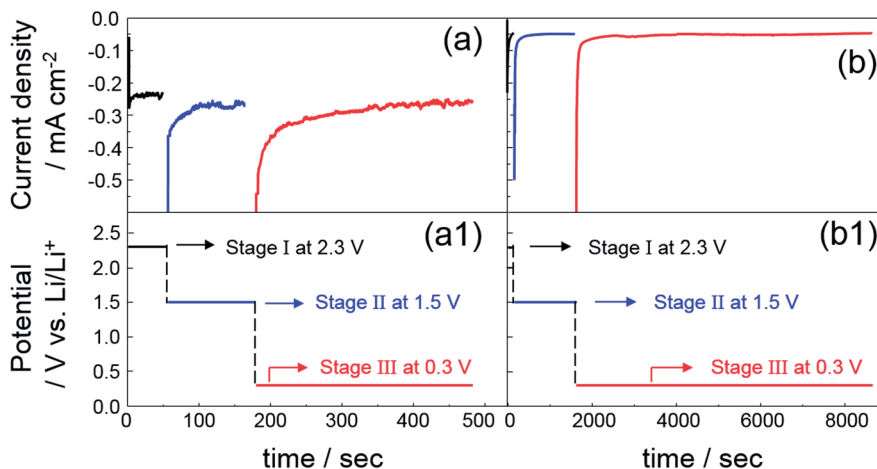 0.0
-0.1
-0.2
-0.3
-0.4
-0.5
Current density
/ mA cm-2
(a)
(b)
2.5
2.0
1.5
1.0
0.5
0.0
Potential
/ V vs. Li/Li+
(a1)
Stage I at 2.3 V
Stage II at 1.5 V
Stage III at 0.3 V
(b1)
Stage I at 2.3 V
Stage II at 1.5 V
Stage III at 0.3 V
0 100 200 300 400 500
0 2000 4000 6000 8000
time / sec
time / sec